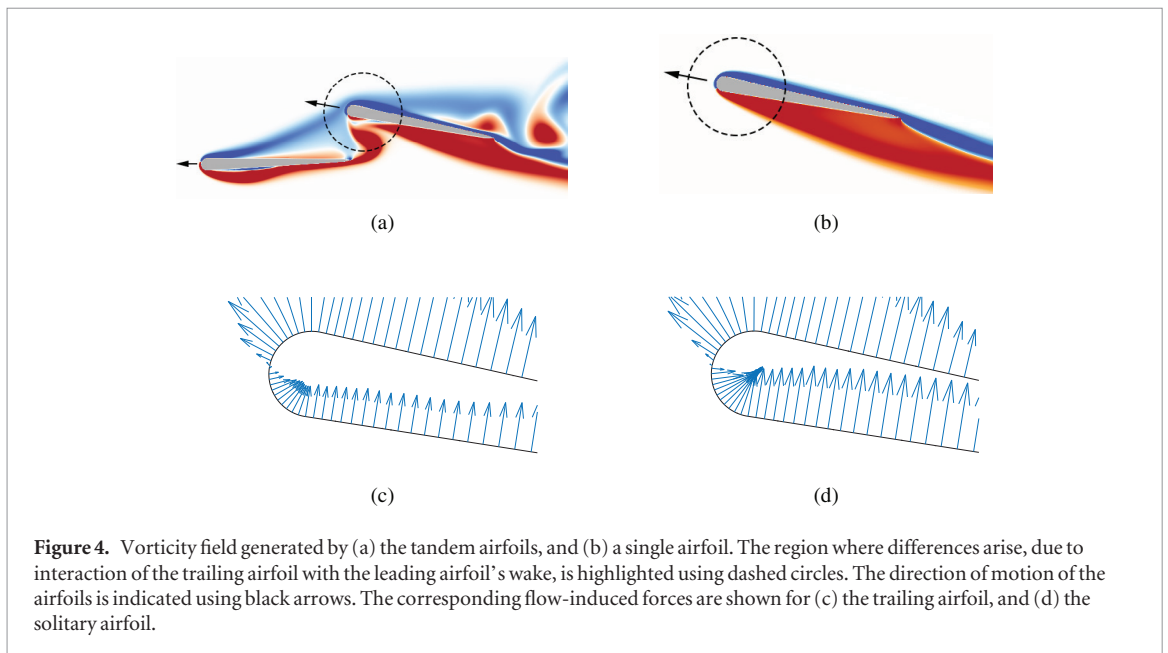 (a)
(b)
(c)
(d)
Figure 4. Vorticity field generated by (a) the tandem airfoils, and (b) a single airfoil. The region where differences arise, due to
interaction of the trailing airfoil with the leading airfoil's wake, is highlighted using dashed circles. The direction of motion of the
airfoils is indicated using black arrows. The corresponding flow-induced forces are shown for (c) the trailing airfoil, and (d) the
solitary airfoil.